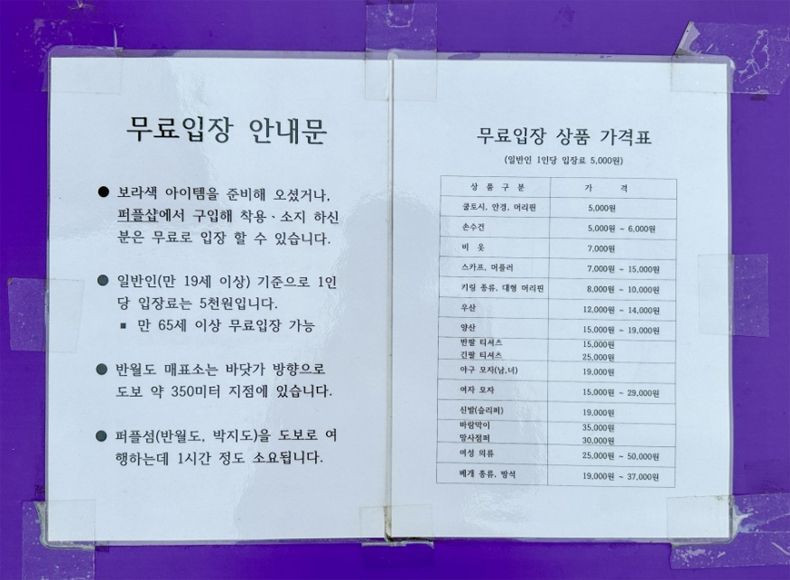 무료입장 안내문
● 보라색 아이템을 준비해 오셨거나,
퍼플샵에서 구입해 착용ㆍ소지 하신
분은 무료로 입장 할 수 있습니다.
● 일반인(만 19세 이상) 기준으로 1인
당 입장료는 5천원입니다.
▪ 만 65세 이상 무료입장 가능
● 반월도 매표소는 바닷가 방향으로
도보 약 350미터 지점에 있습니다.
● 퍼플섬(반월도, 박지도)을 도보로 여
행하는데 1시간 정도 소요됩니다.
무료입장 상품 가격표
(일반인 1인당 입장료 5,000원)
상 품 구 분 가 격
쿨토시, 안경, 머리핀 5,000원
손수건 5,000원 ~ 6,000원
비 옷 7,000원
스카프, 머플러 7,000원 ~ 15,000원
키링 종류, 대형 머리핀 8,000원 ~ 10,000원
우산 12,000원 ~ 14,000원
양산 15,000원 ~ 19,000원
반팔 티셔츠 15,000원
긴팔 티셔츠 25,000원
야구 모자(남,녀) 19,000원
여자 모자 15,000원 ~ 29,000원
신발(슬리퍼) 19,000원
바람막이 35,000원
망사점퍼 30,000원
여성 의류 25,000원 ~ 50,000원
베개 종류, 방석 19,000원 ~ 37,000원